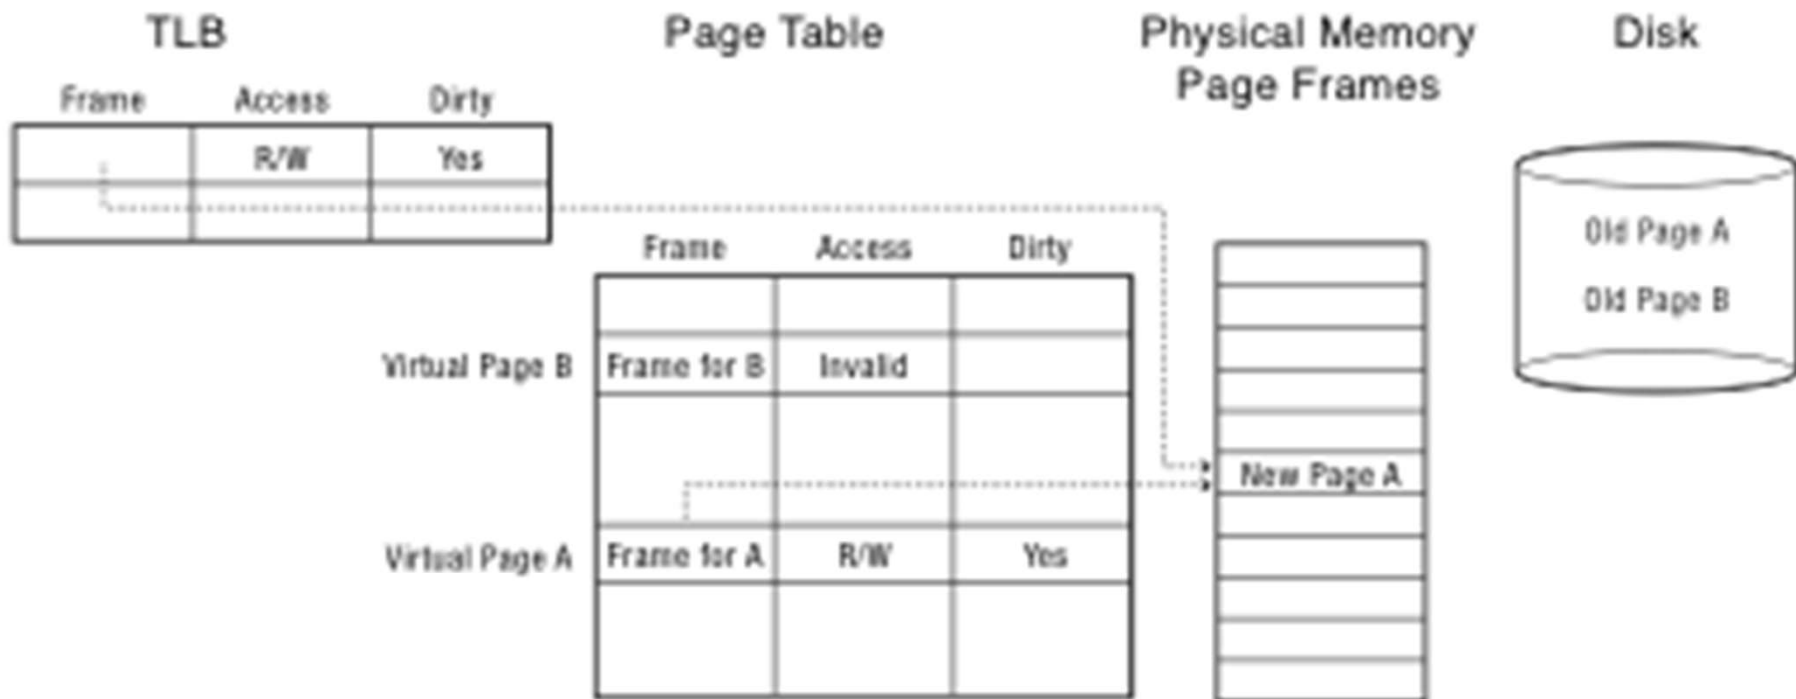 TLB
Page Table
Physical Memory
Page Frames
Disk
Frame Access Dirty
R/W Yes
Frame Access Dirty
Virtual Page B Frame for B Invalid
Virtual Page A Frame for A R/W Yes
New Page A
Old Page A
Old Page B